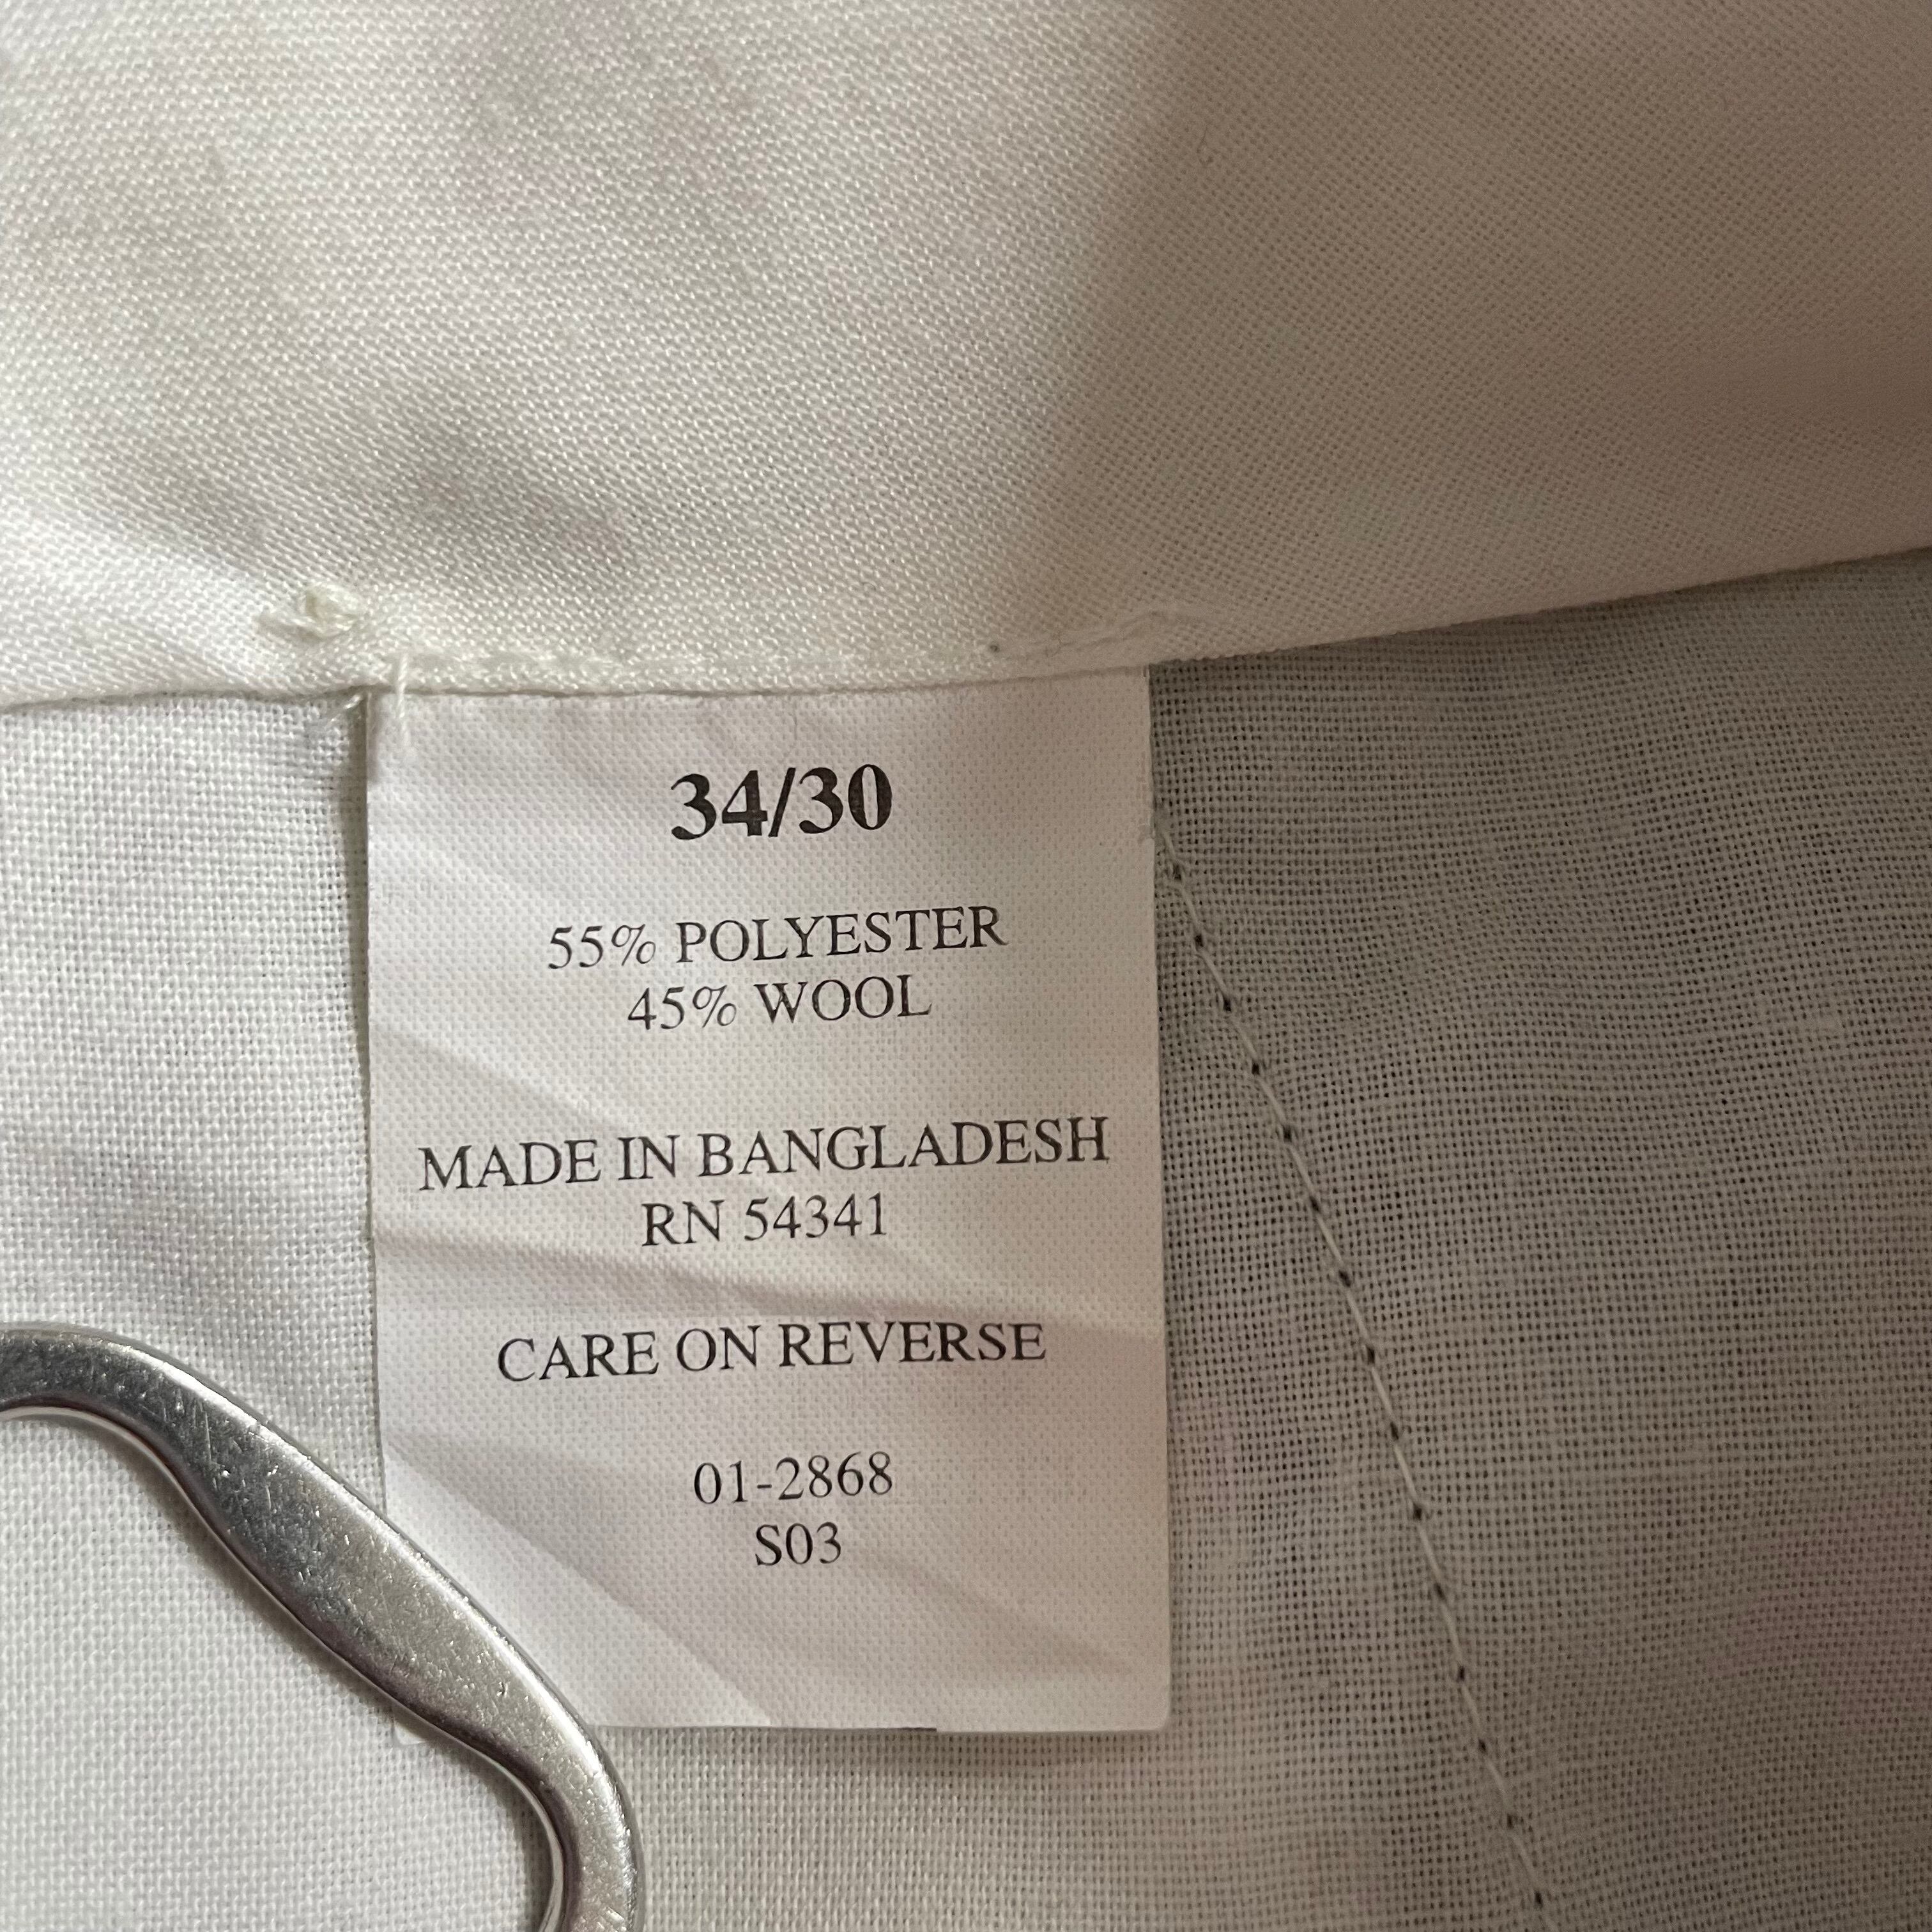 34/30
55% POLYESTER
45% WOOL
MADE IN BANGLADESH
RN 54341
CARE ON REVERSE
01-2868
S03